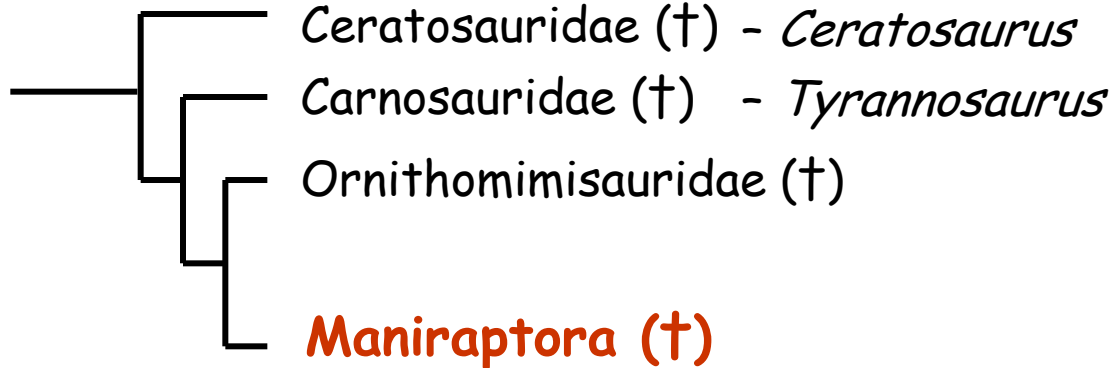 Ceratosauridae (†) - Ceratosaurus
Carnosauridae (†) - Tyrannosaurus
Ornithomimisauridae (†)
Maniraptora (†)